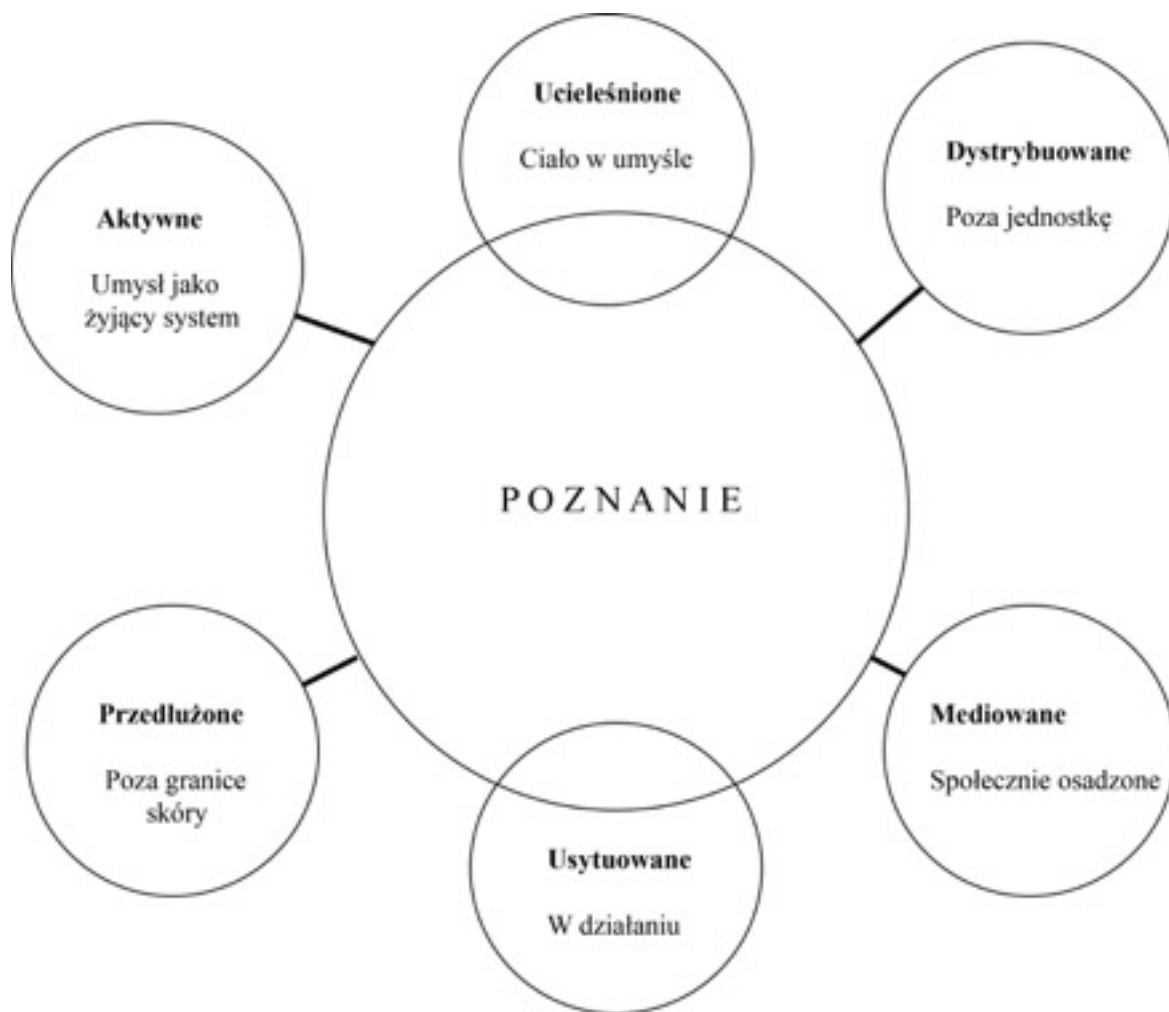 Ucieleśnione
Ciało w umyśle
Dystrybuowane
Poza jednostkę
Aktywne
Umysł jako
żyjący system
POZNANIE
Przedłużone
Poza granice
skóry
Mediowane
Społecznie osadzone
Usytuowane
W działaniu